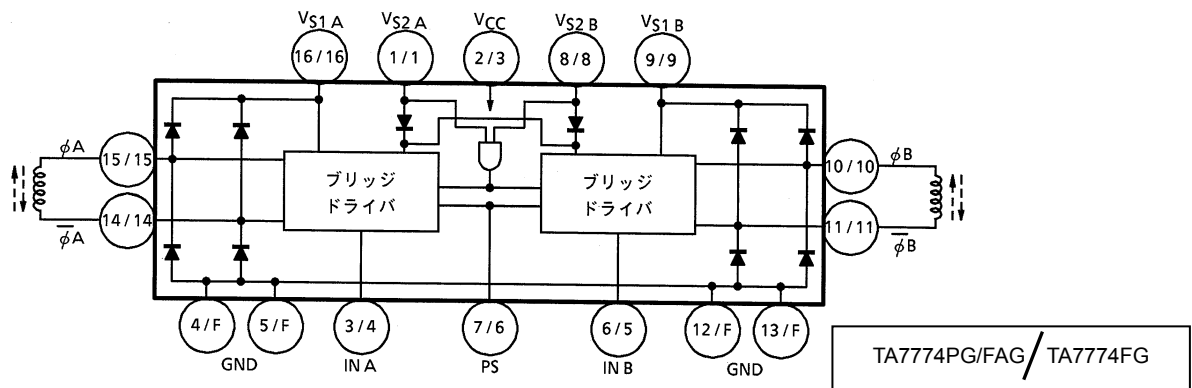 VS1 A VS2 A VCC VS2 B VS1 B
16/16 1/1 2/3 8/8 9/9
φA 15/15 10/10 φB
ブリッジ ブリッジ
ドライバ ドライバ
14/14 11/11
φ̅A φ̅B
4/F 5/F 3/4 7/6 6/5 12/F 13/F
GND IN A PS IN B GND
TA7774PG/FAG / TA7774FG